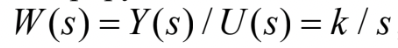 W(s) = Y(s) / U(s) = k / s